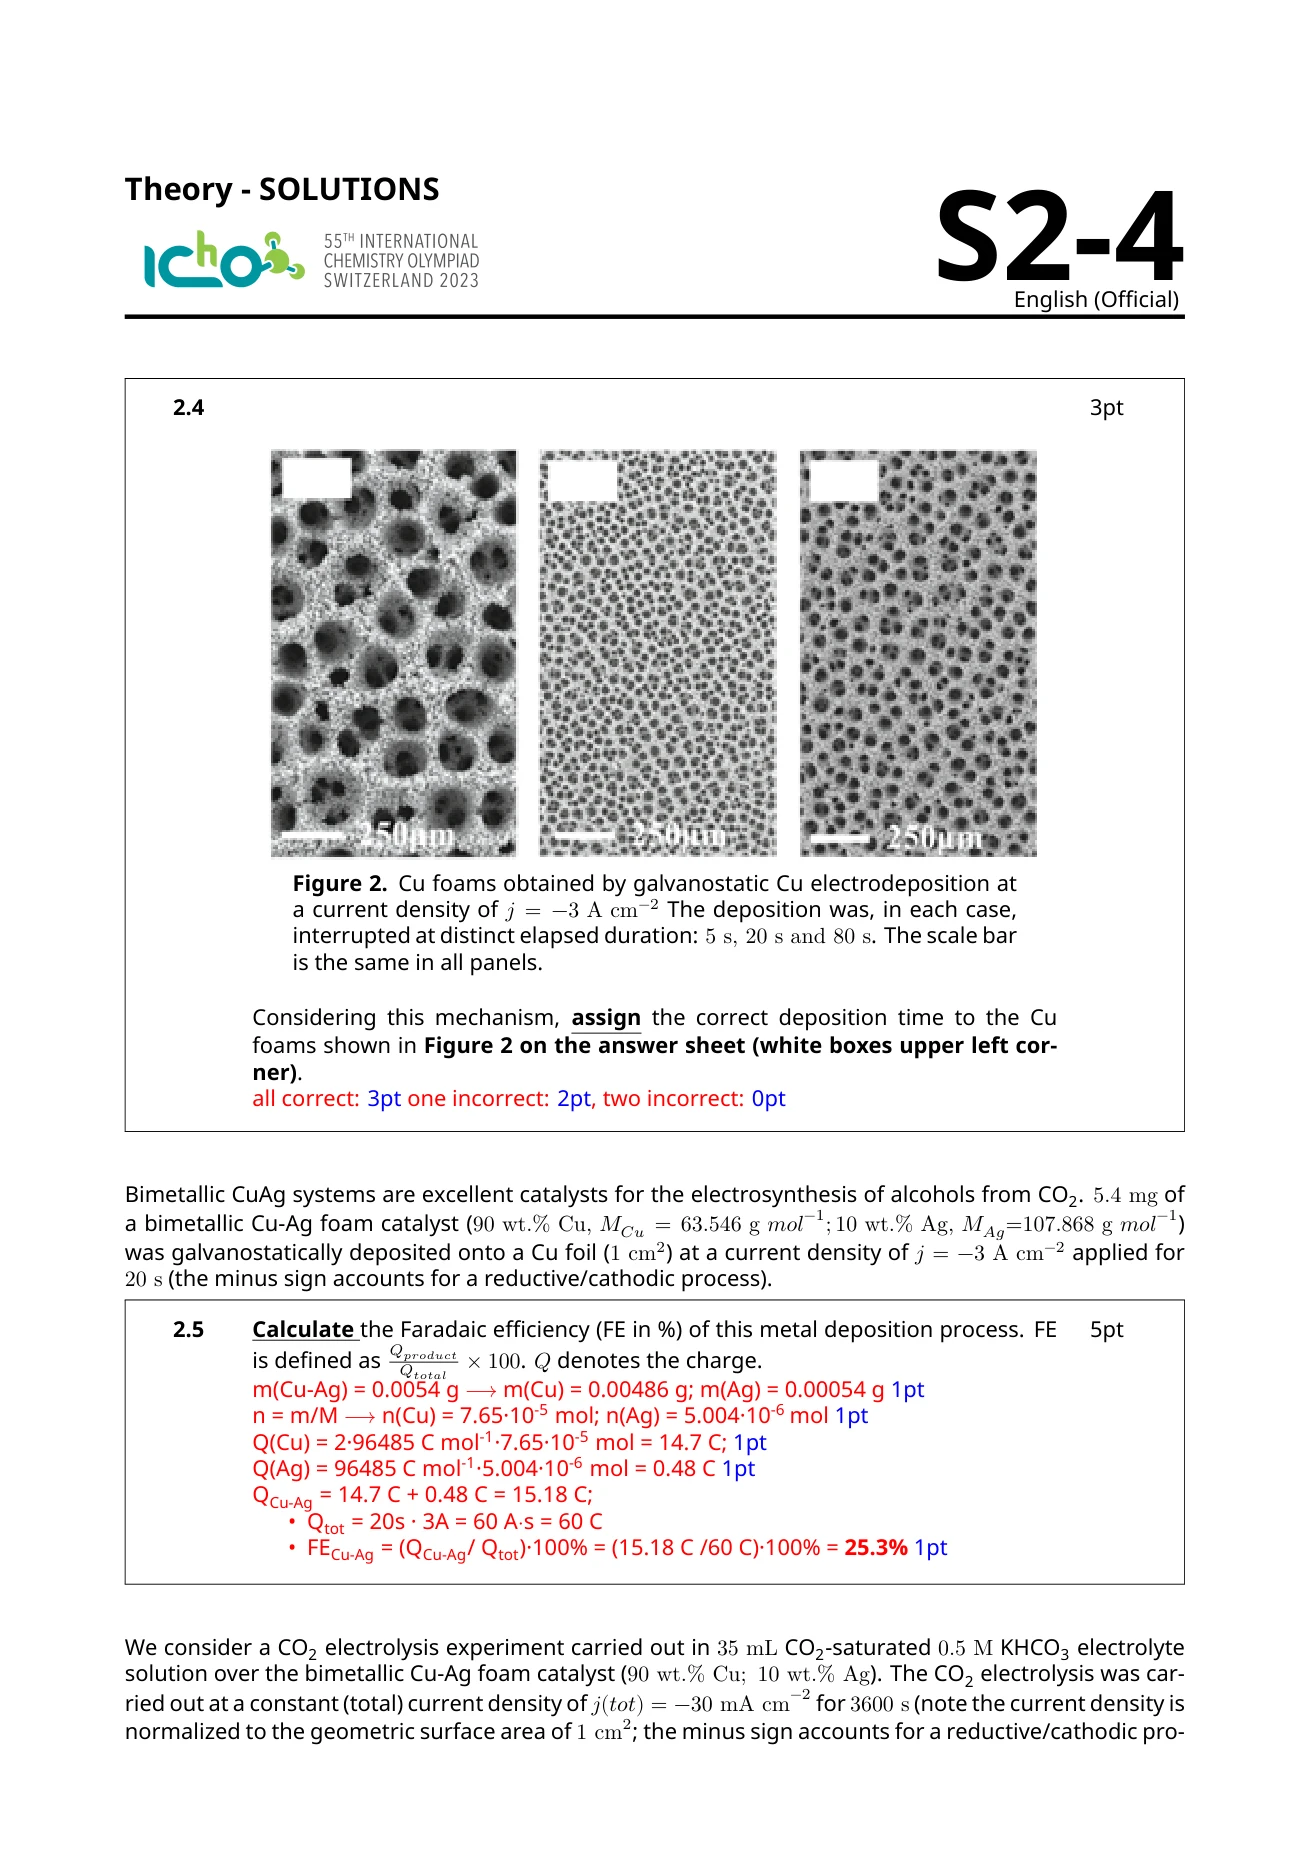 Theory - SOLUTIONS
IChO
55TH INTERNATIONAL
CHEMISTRY OLYMPIAD
SWITZERLAND 2023
S2-4
English (Official)
2.4 3pt
250μm 250μm 250μm
Figure 2. Cu foams obtained by galvanostatic Cu electrodeposition at
a current density of j = −3 A cm⁻² The deposition was, in each case,
interrupted at distinct elapsed duration: 5 s, 20 s and 80 s. The scale bar
is the same in all panels.
Considering this mechanism, assign the correct deposition time to the Cu
foams shown in Figure 2 on the answer sheet (white boxes upper left cor-
ner).
all correct: 3pt one incorrect: 2pt, two incorrect: 0pt
Bimetallic CuAg systems are excellent catalysts for the electrosynthesis of alcohols from CO₂. 5.4 mg of
a bimetallic Cu-Ag foam catalyst (90 wt.% Cu, M_Cu = 63.546 g mol⁻¹; 10 wt.% Ag, M_Ag=107.868 g mol⁻¹)
was galvanostatically deposited onto a Cu foil (1 cm²) at a current density of j = −3 A cm⁻² applied for
20 s (the minus sign accounts for a reductive/cathodic process).
2.5 Calculate the Faradaic efficiency (FE in %) of this metal deposition process. FE 5pt
is defined as Q_product/Q_total × 100. Q denotes the charge.
m(Cu-Ag) = 0.0054 g ⟶ m(Cu) = 0.00486 g; m(Ag) = 0.00054 g 1pt
n = m/M ⟶ n(Cu) = 7.65·10⁻⁵ mol; n(Ag) = 5.004·10⁻⁶ mol 1pt
Q(Cu) = 2·96485 C mol⁻¹·7.65·10⁻⁵ mol = 14.7 C; 1pt
Q(Ag) = 96485 C mol⁻¹·5.004·10⁻⁶ mol = 0.48 C 1pt
Q_Cu-Ag = 14.7 C + 0.48 C = 15.18 C;
• Q_tot = 20s · 3A = 60 A·s = 60 C
• FE_Cu-Ag = (Q_Cu-Ag/ Q_tot)·100% = (15.18 C /60 C)·100% = 25.3% 1pt
We consider a CO₂ electrolysis experiment carried out in 35 mL CO₂-saturated 0.5 M KHCO₃ electrolyte
solution over the bimetallic Cu-Ag foam catalyst (90 wt.% Cu; 10 wt.% Ag). The CO₂ electrolysis was car-
ried out at a constant (total) current density of j(tot) = −30 mA cm⁻² for 3600 s (note the current density is
normalized to the geometric surface area of 1 cm²; the minus sign accounts for a reductive/cathodic pro-